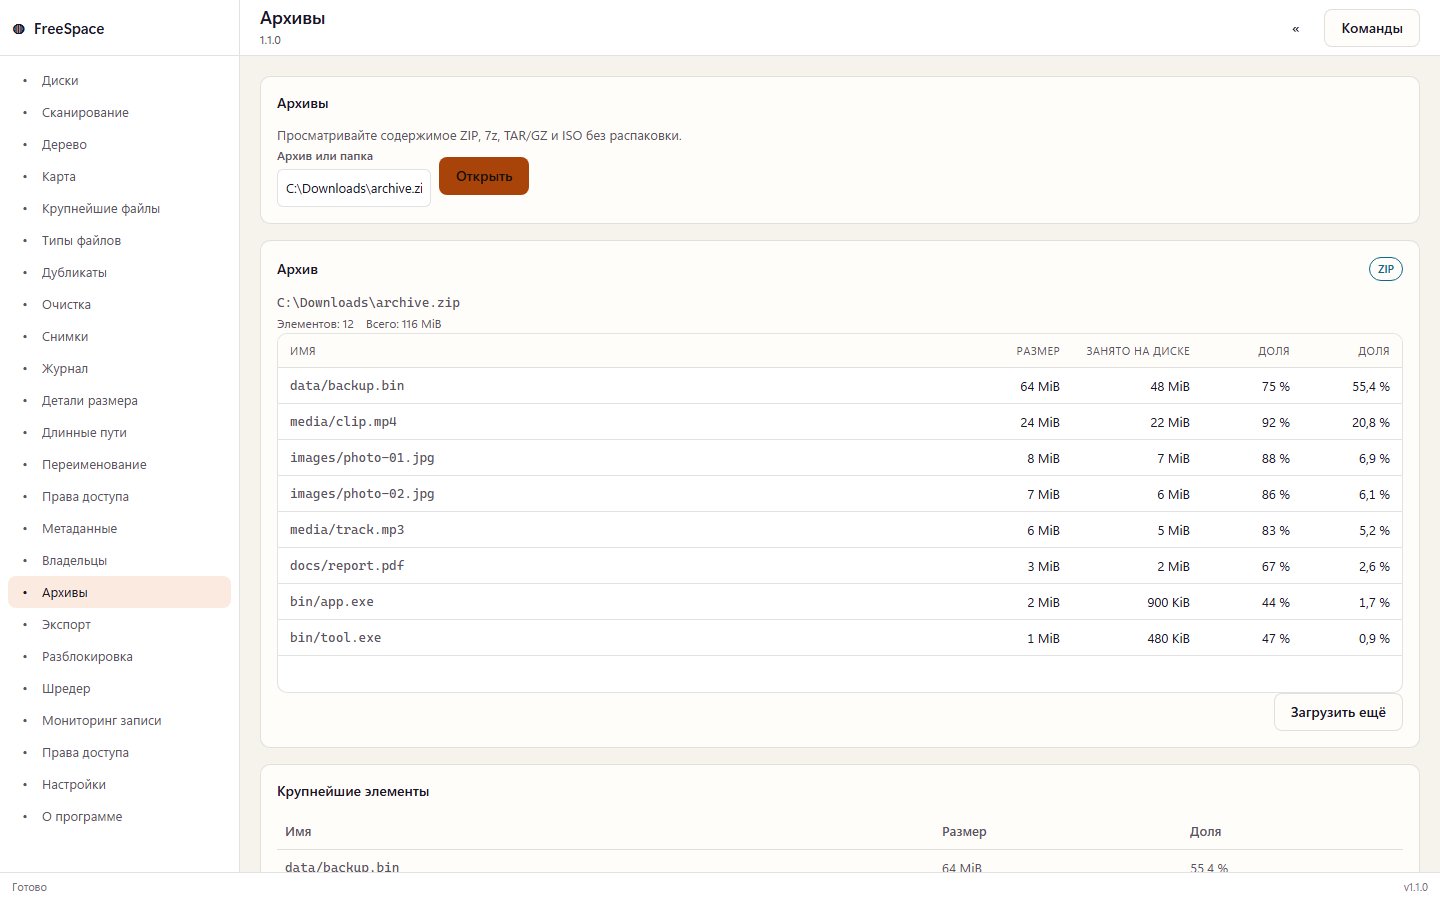 FreeSpace
Диски
Сканирование
Дерево
Карта
Крупнейшие файлы
Типы файлов
Дубликаты
Очистка
Снимки
Журнал
Детали размера
Длинные пути
Переименование
Права доступа
Метаданные
Владельцы
Архивы
Экспорт
Разблокировка
Шредер
Мониторинг записи
Права доступа
Настройки
О программе
Архивы
1.1.0
« Команды
Архивы
Просматривайте содержимое ZIP, 7z, TAR/GZ и ISO без распаковки.
Архив или папка
C:\Downloads\archive.zi Открыть
Архив ZIP
C:\Downloads\archive.zip
Элементов: 12 Всего: 116 MiB
ИМЯ РАЗМЕР ЗАНЯТО НА ДИСКЕ ДОЛЯ ДОЛЯ
data/backup.bin 64 MiB 48 MiB 75 % 55,4 %
media/clip.mp4 24 MiB 22 MiB 92 % 20,8 %
images/photo-01.jpg 8 MiB 7 MiB 88 % 6,9 %
images/photo-02.jpg 7 MiB 6 MiB 86 % 6,1 %
media/track.mp3 6 MiB 5 MiB 83 % 5,2 %
docs/report.pdf 3 MiB 2 MiB 67 % 2,6 %
bin/app.exe 2 MiB 900 KiB 44 % 1,7 %
bin/tool.exe 1 MiB 480 KiB 47 % 0,9 %
Загрузить ещё
Крупнейшие элементы
Имя Размер Доля
data/backup.bin 64 MiB 55,4 %
Готово v1.1.0